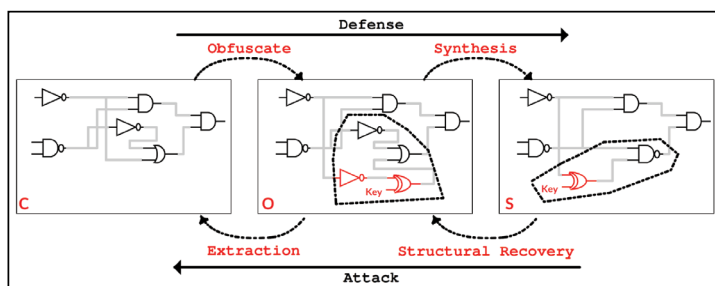 Defense
Obfuscate
Synthesis
C
O
Key
S
Key
Extraction
Structural Recovery
Attack